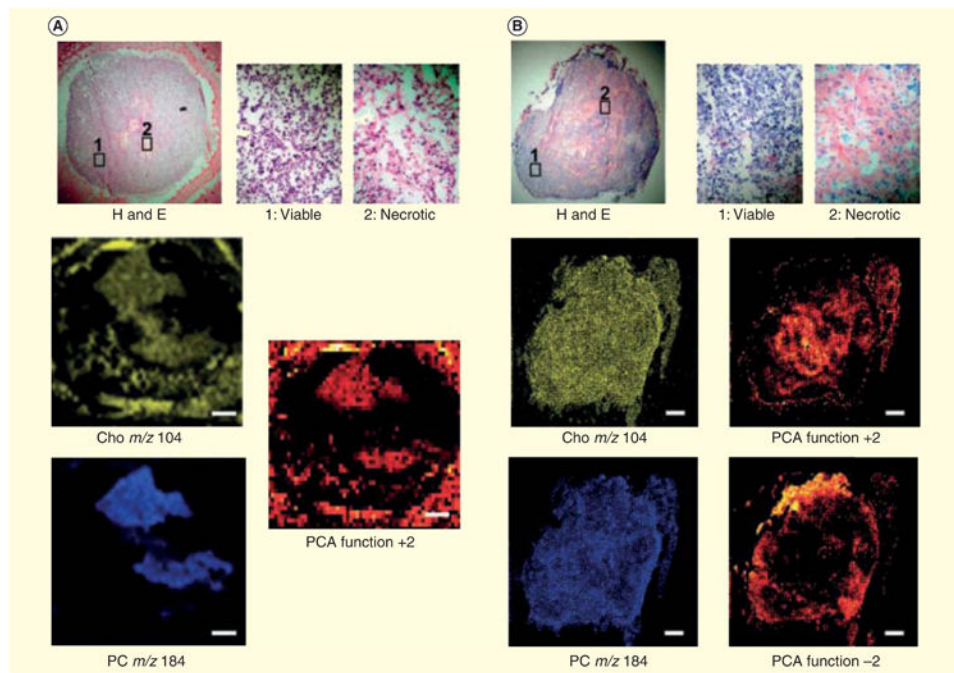 A
B
1
2
H and E
1: Viable
2: Necrotic
2
1
H and E
1: Viable
2: Necrotic
Cho m/z 104
PCA function +2
PC m/z 184
Cho m/z 104
PCA function +2
PC m/z 184
PCA function –2